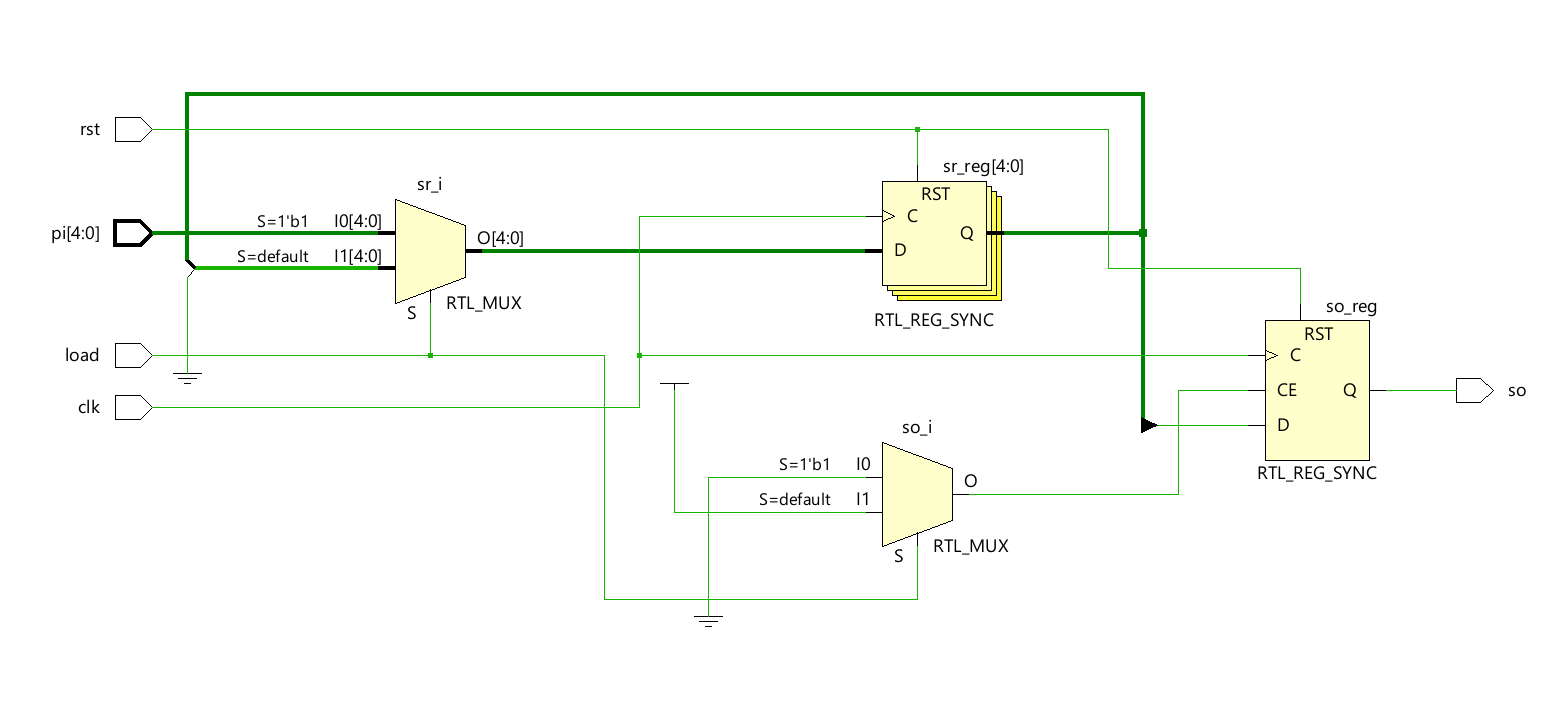 rst
sr_reg[4:0]
sr_i
RST
S=1'b1 I0[4:0]
C
pi[4:0]
O[4:0]
Q
S=default I1[4:0]
D
S
RTL_MUX
so_reg
RTL_REG_SYNC
RST
load
C
CE
Q
so
clk
so_i
D
S=1'b1 I0
RTL_REG_SYNC
O
S=default I1
S
RTL_MUX